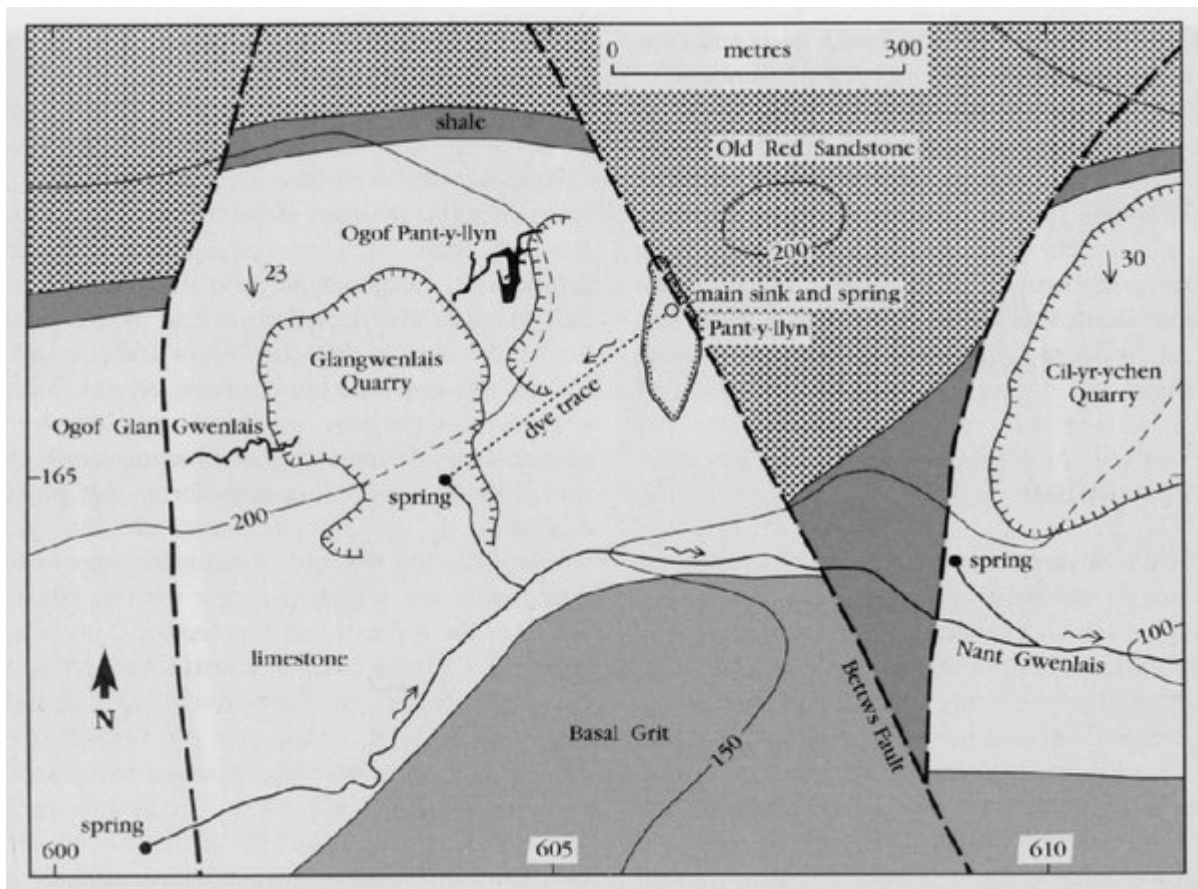 0 metres 300
shale
Old Red Sandstone
200
Ogof Pant-y-llyn
23
30
main sink and spring
Pant-y-llyn
Glangwenlais
Quarry
Cil-yr-ychen
Quarry
dye trace
Ogof Glan Gwenlais
165
spring
200
spring
limestone
Nant Gwenlais
100
N
Bettws Fault
Basal Grit
150
spring
600
605
610